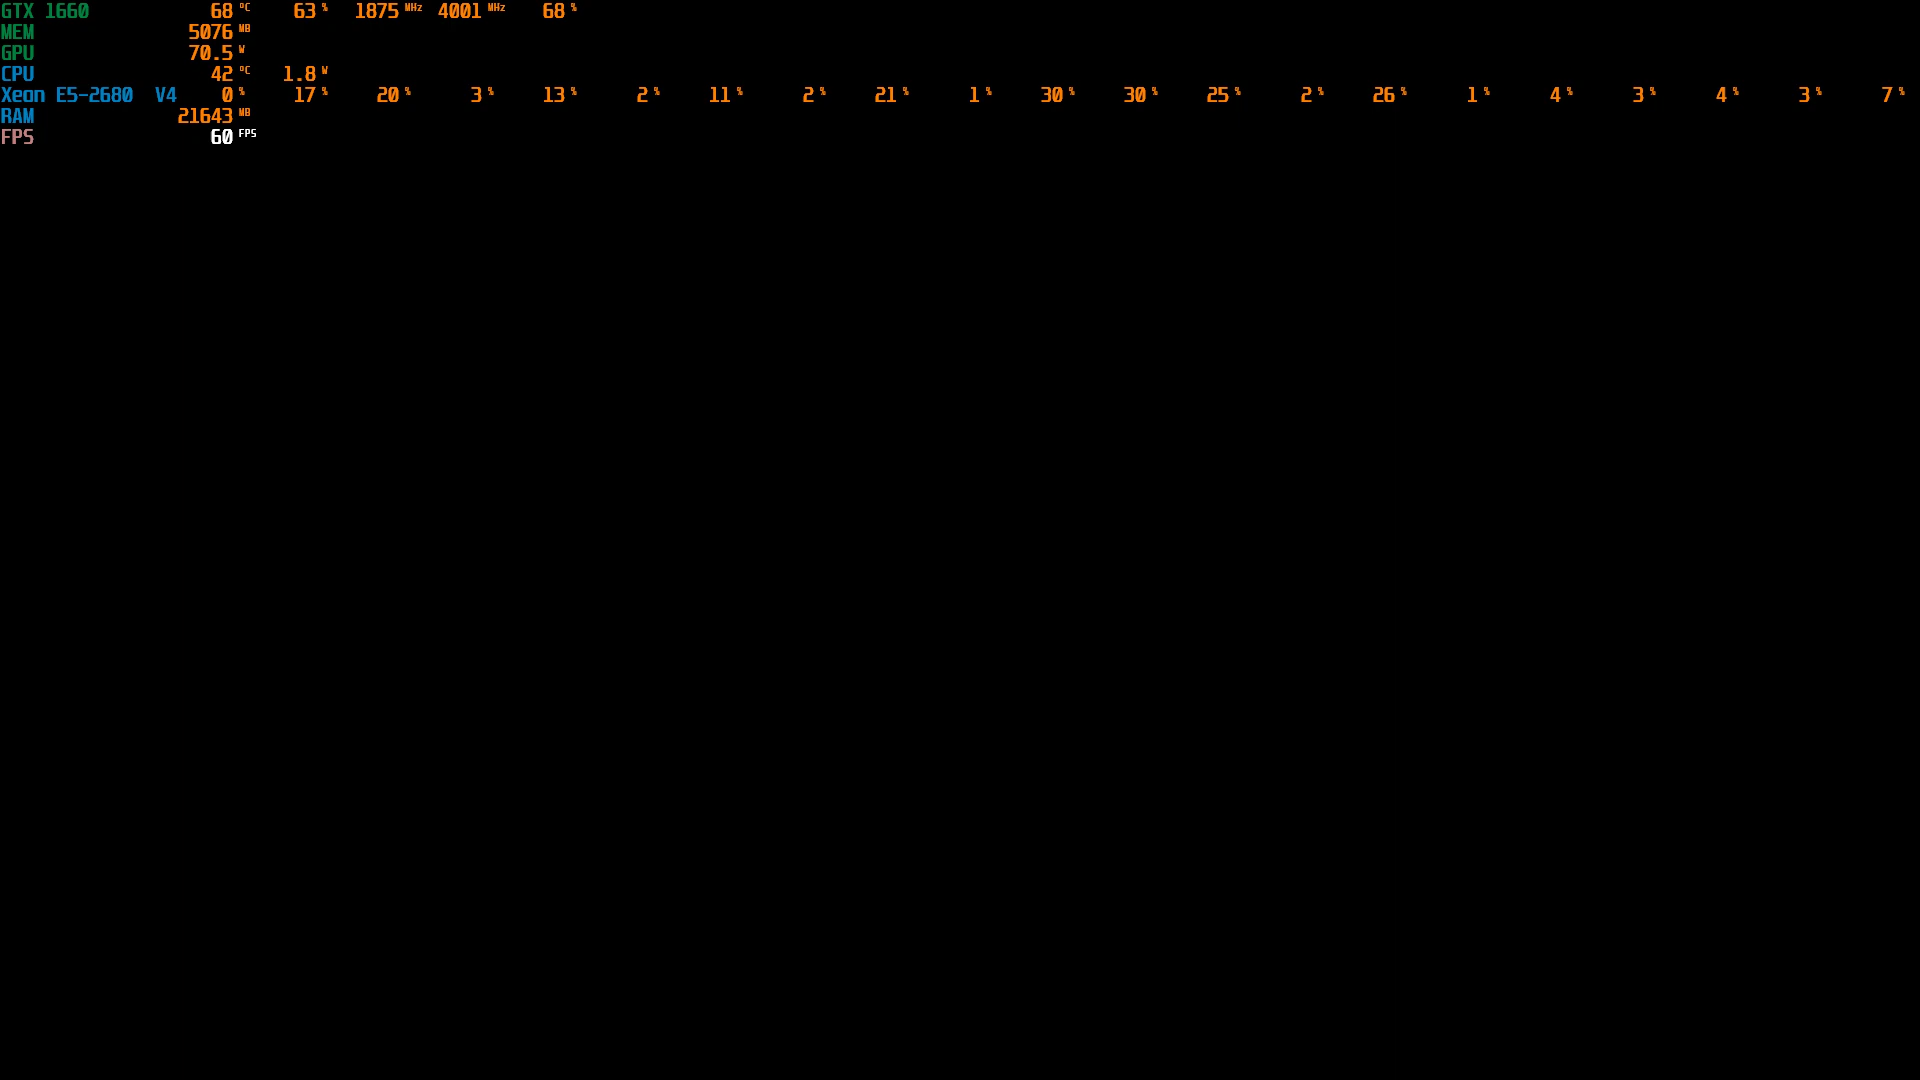 GTX 1660 68 °C 63 % 1875 MHz 4001 MHz 68 %
MEM 5076 MB
GPU 70.5 W
CPU 42 °C 1.8 W
Xeon E5-2680 V4 0 % 17 % 20 % 3 % 13 % 2 % 11 % 2 % 21 % 1 % 30 % 30 % 25 % 2 % 26 % 1 % 4 % 3 % 4 % 3 % 7 %
RAM 21643 MB
FPS 60 FPS